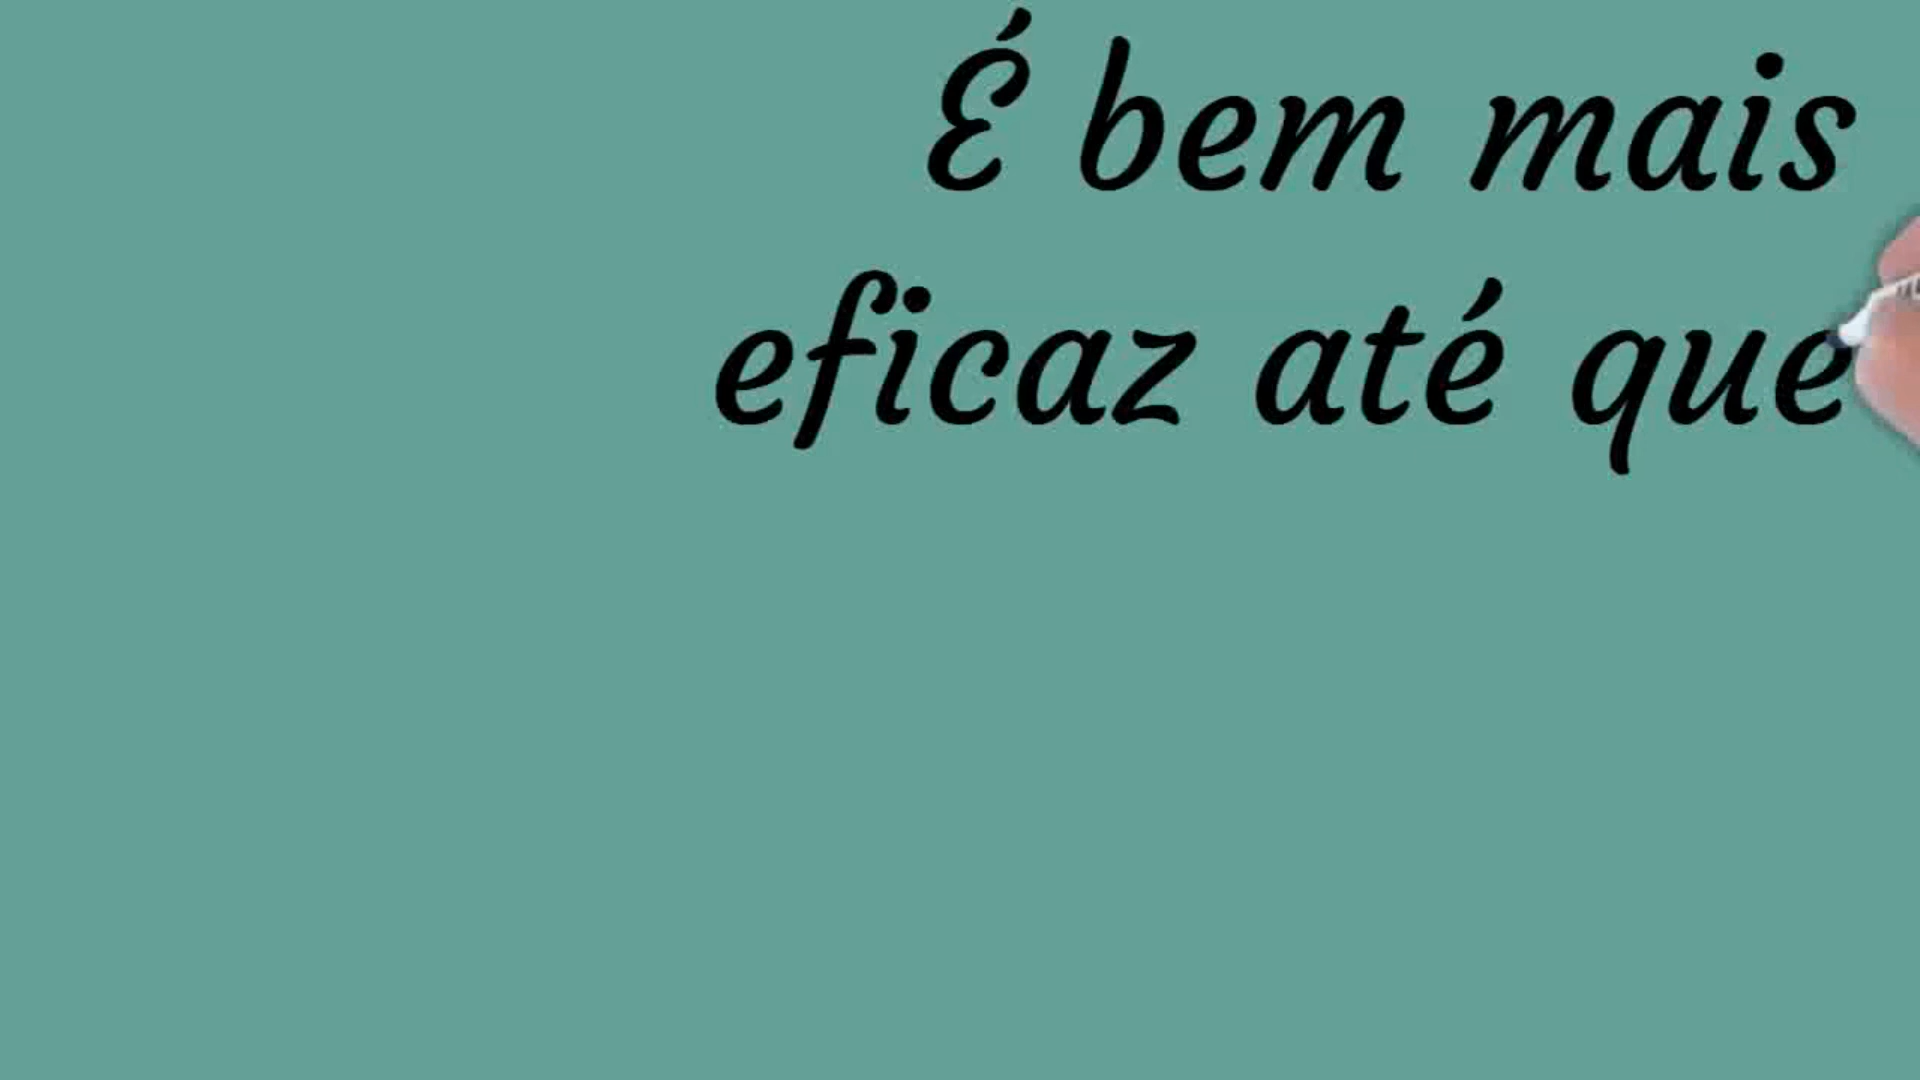 É bem mais
eficaz até que